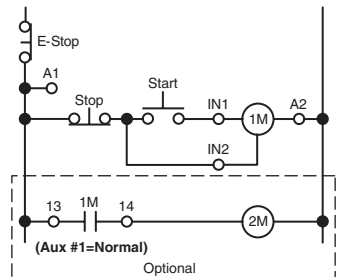 E-Stop
A1
Stop
Start
IN1
1M
A2
IN2
13
1M
14
2M
(Aux #1=Normal)
Optional